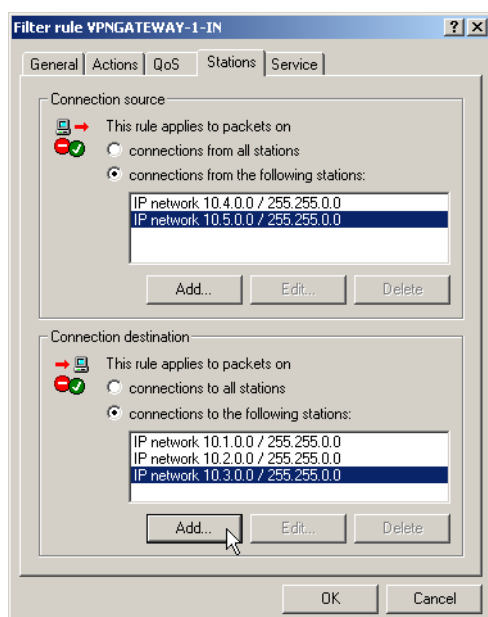 Filter rule VPNGATEWAY-1-IN
General Actions QoS Stations Service
Connection source
This rule applies to packets on
connections from all stations
connections from the following stations:
IP network 10.4.0.0 / 255.255.0.0
IP network 10.5.0.0 / 255.255.0.0
Add... Edit... Delete
Connection destination
This rule applies to packets on
connections to all stations
connections to the following stations:
IP network 10.1.0.0 / 255.255.0.0
IP network 10.2.0.0 / 255.255.0.0
IP network 10.3.0.0 / 255.255.0.0
Add... Edit... Delete
OK Cancel